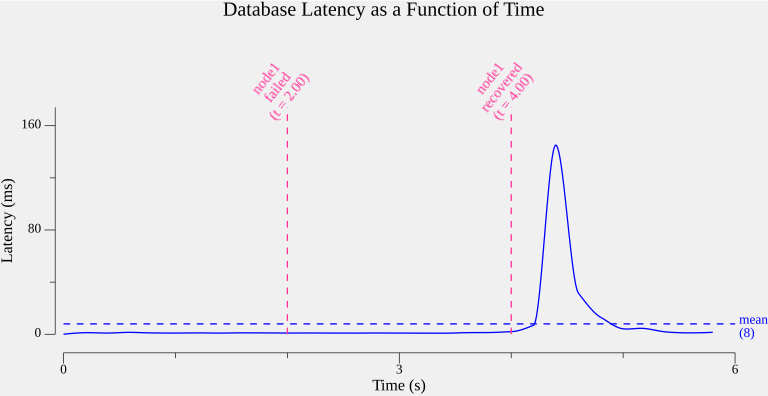 Database Latency as a Function of Time
node1
failed
(t = 2.00)
node1
recovered
(t = 4.00)
160
80
0
Latency (ms)
mean
(8)
0
3
6
Time (s)